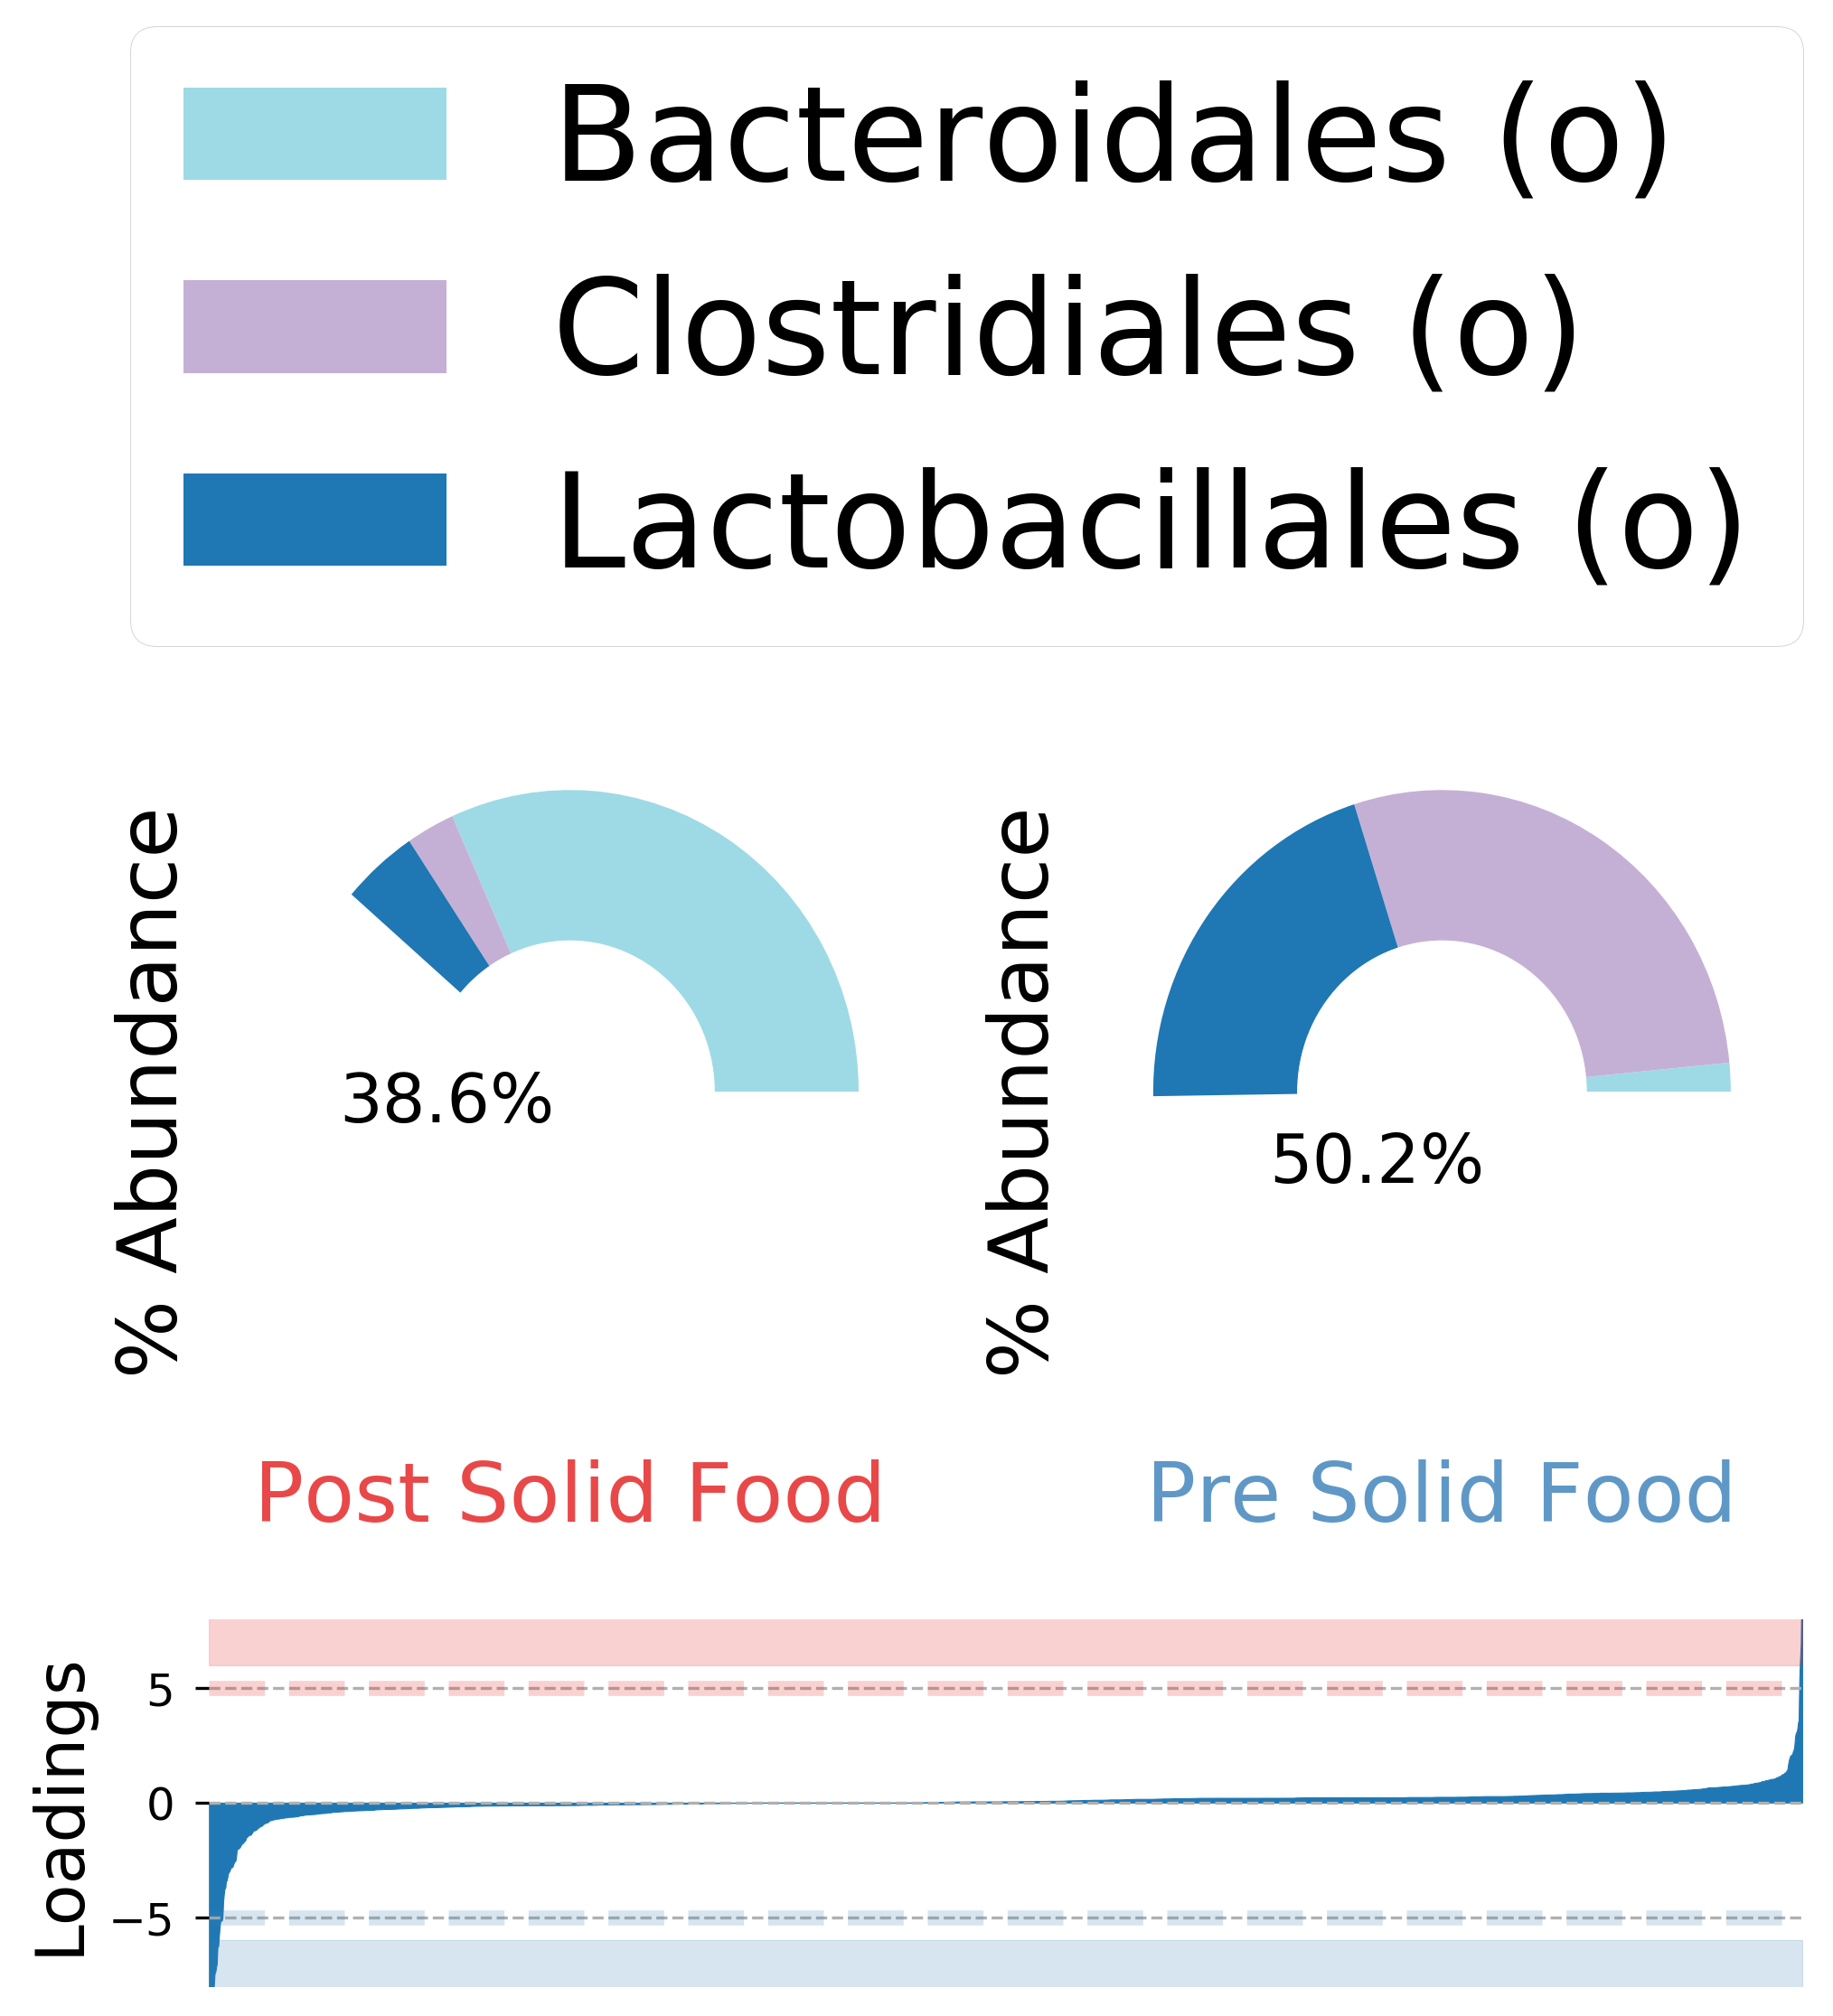 Bacteroidales (o)
Clostridiales (o)
Lactobacillales (o)
% Abundance
38.6%
% Abundance
50.2%
Post Solid Food
Pre Solid Food
Loadings
5
0
−5